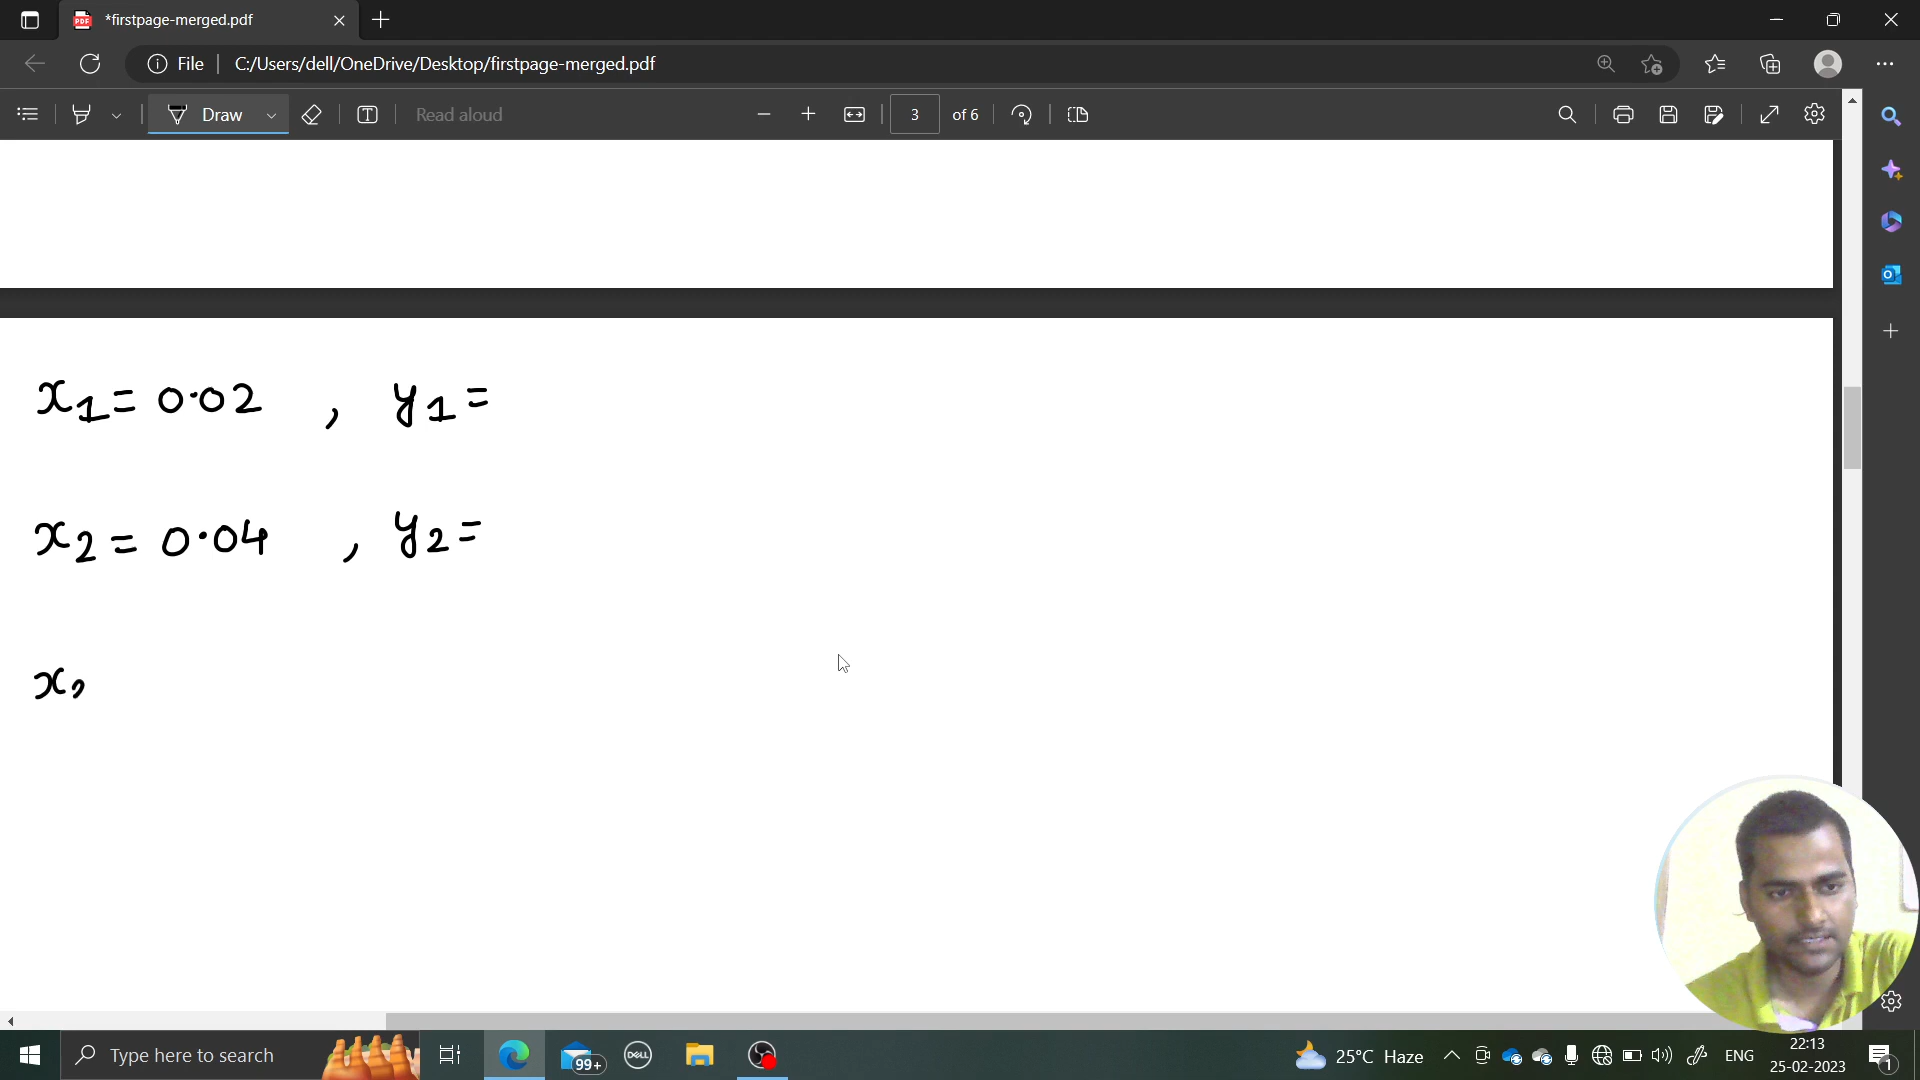 *firstpage-merged.pdf
File | C:/Users/dell/OneDrive/Desktop/firstpage-merged.pdf
Draw Read aloud 3 of 6
x₁ = 0.02 , y₁ =
x₂ = 0.04 , y₂ =
x,
Type here to search
99+
DELL
25°C Haze
ENG
22:13
25-02-2023
1